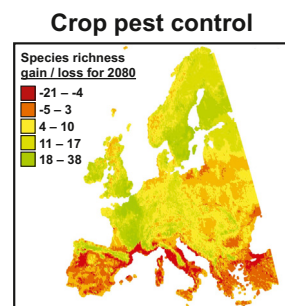 Crop pest control
Species richness
gain / loss for 2080
-21 – -4
-5 – 3
4 – 10
11 – 17
18 – 38